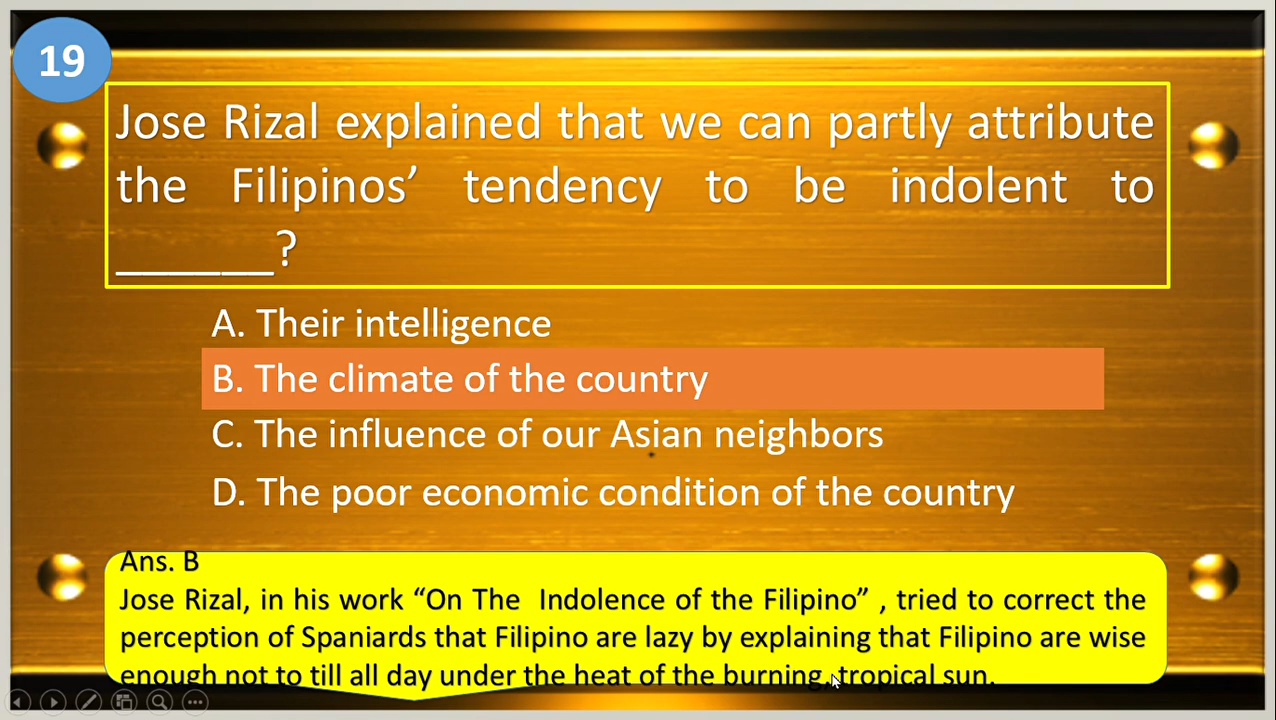 19
Jose Rizal explained that we can partly attribute
the Filipinos’ tendency to be indolent to
______?
A. Their intelligence
B. The climate of the country
C. The influence of our Asian neighbors
D. The poor economic condition of the country
Ans. B
Jose Rizal, in his work “On The  Indolence of the Filipino” , tried to correct the
perception of Spaniards that Filipino are lazy by explaining that Filipino are wise
enough not to till all day under the heat of the burning, tropical sun.